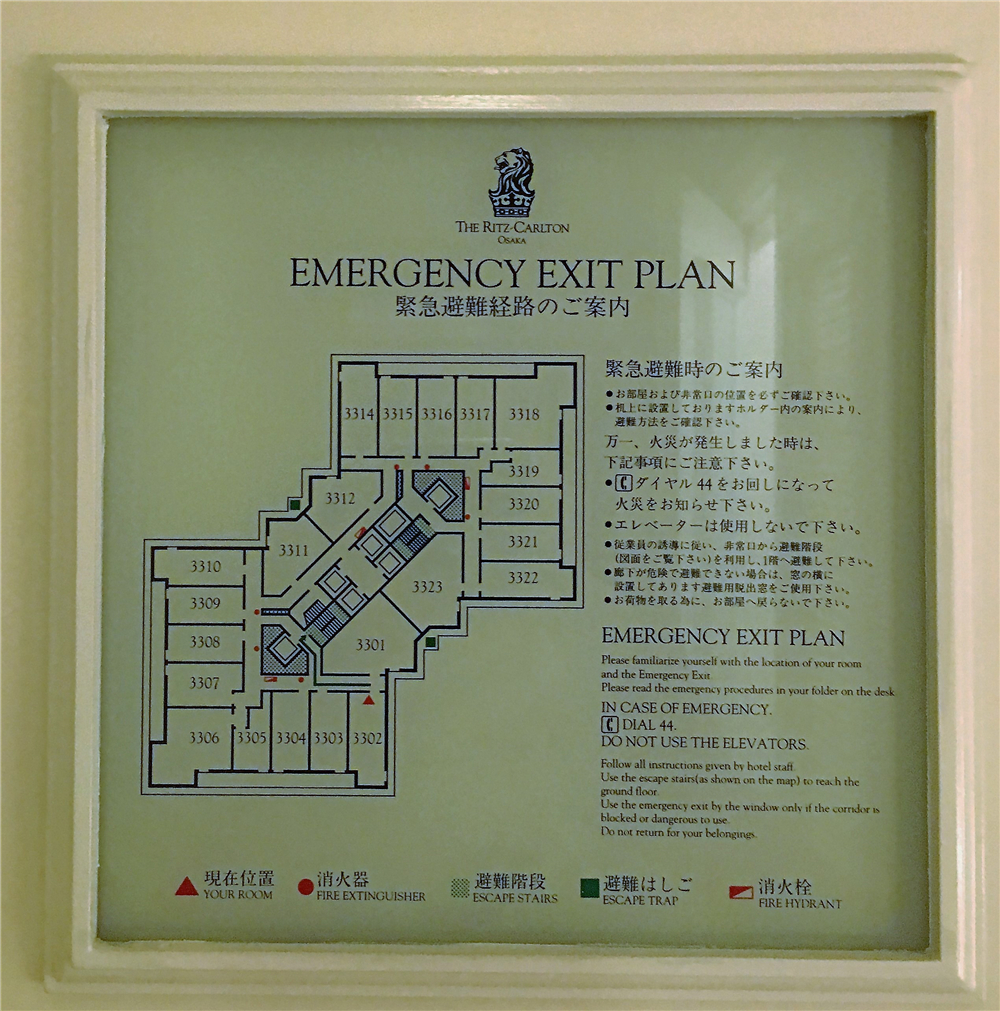 THE RITZ-CARLTON
OSAKA
EMERGENCY EXIT PLAN
緊急避難経路のご案内
3314 3315 3316 3317 3318
3319
3312
3320
3311
3321
3310
3322
3323
3309
3308
3301
3307
3306 3305 3304 3303 3302
緊急避難時のご案内
●お部屋および非常口の位置を必ずご確認下さい。
●机上に設置しておりますホルダー内の案内により、
避難方法をご確認下さい。
万一、火災が発生しました時は、
下記事項にご注意下さい。
●ダイヤル 44 をお回しになって
火災をお知らせ下さい。
●エレベーターは使用しないで下さい。
●従業員の誘導に従い、非常口から避難階段
(図面をご覧下さい)を利用し、1階へ避難して下さい。
●廊下が危険で避難できない場合は、窓の横に
設置してあります避難用脱出窓をご使用下さい。
●お荷物を取る為に、お部屋へ戻らないで下さい。
EMERGENCY EXIT PLAN
Please familiarize yourself with the location of your room
and the Emergency Exit.
Please read the emergency procedures in your folder on the desk
IN CASE OF EMERGENCY.
DIAL 44.
DO NOT USE THE ELEVATORS.
Follow all instructions given by hotel staff.
Use the escape stairs(as shown on the map) to reach the
ground floor.
Use the emergency exit by the window only if the corridor is
blocked or dangerous to use.
Do not return for your belongings.
現在位置
YOUR ROOM
消火器
FIRE EXTINGUISHER
避難階段
ESCAPE STAIRS
避難はしご
ESCAPE TRAP
消火栓
FIRE HYDRANT